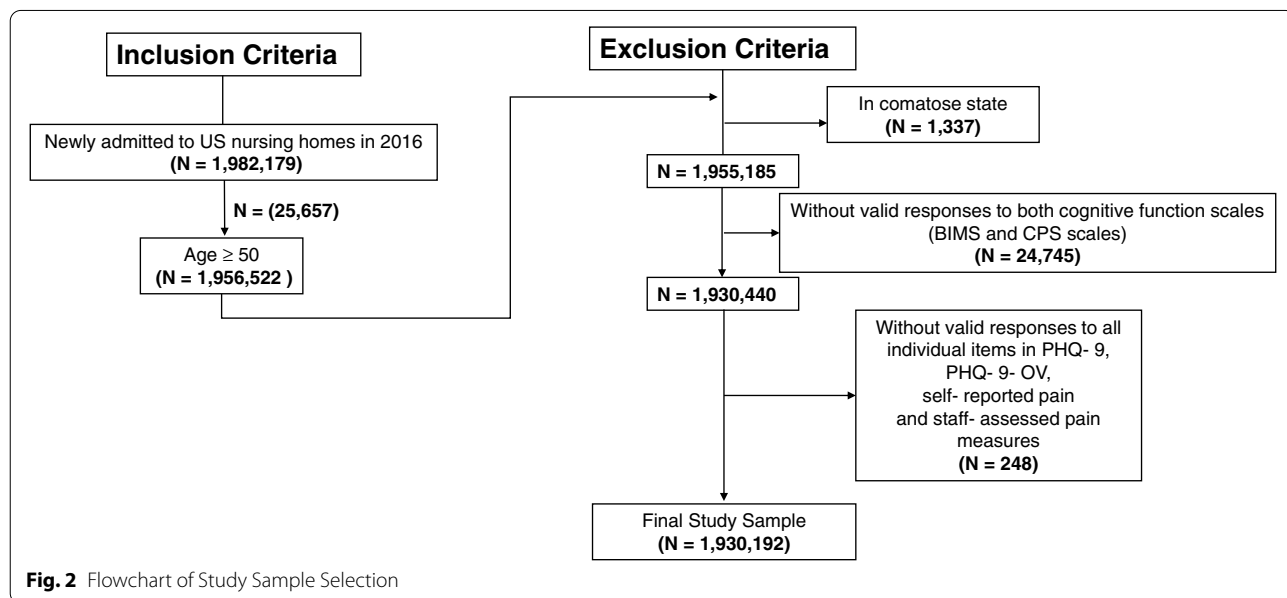 Inclusion Criteria
Newly admitted to US nursing homes in 2016
(N = 1,982,179)
N = (25,657)
Age ≥ 50
(N = 1,956,522 )
Exclusion Criteria
In comatose state
(N = 1,337)
N = 1,955,185
Without valid responses to both cognitive function scales
(BIMS and CPS scales)
(N = 24,745)
N = 1,930,440
Without valid responses to all
individual items in PHQ- 9,
PHQ- 9- OV,
self- reported pain
and staff- assessed pain
measures
(N = 248)
Final Study Sample
(N = 1,930,192)
Fig. 2 Flowchart of Study Sample Selection